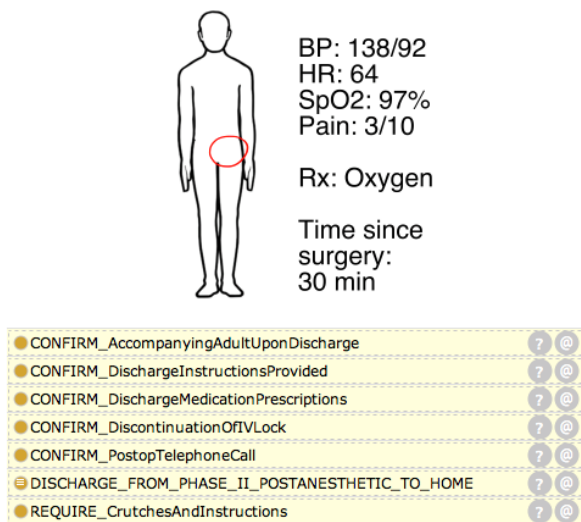 BP: 138/92
HR: 64
SpO2: 97%
Pain: 3/10
Rx: Oxygen
Time since
surgery:
30 min
CONFIRM_AccompanyingAdultUponDischarge ? @
CONFIRM_DischargeInstructionsProvided ? @
CONFIRM_DischargeMedicationPrescriptions ? @
CONFIRM_DiscontinuationOfIVLock ? @
CONFIRM_PostopTelephoneCall ? @
DISCHARGE_FROM_PHASE_II_POSTANESTHETIC_TO_HOME ? @
REQUIRE_CrutchesAndInstructions ? @